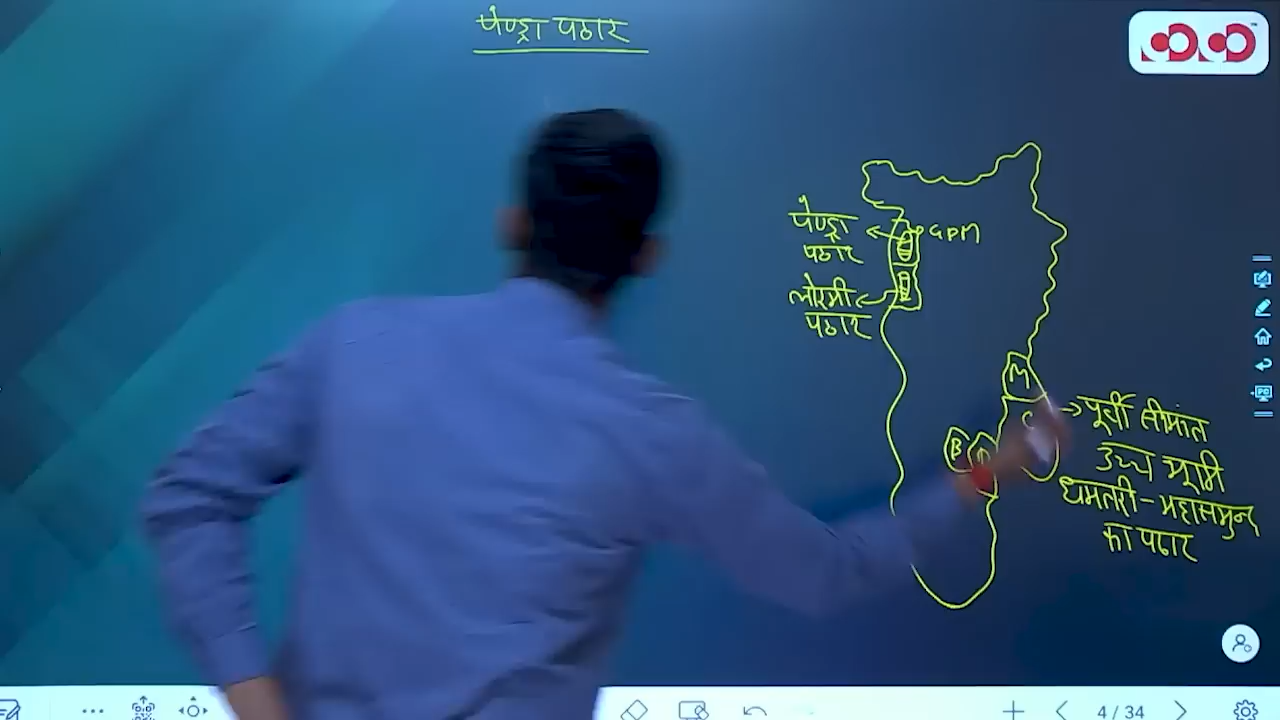 पेण्ड्रा पठार
पेण्ड्रा
पठार
GPM
लोरमी
पठार
M
B
पूर्वी सीमांत
उच्च भूमि
धमतरी-महासमुन्द
का पठार
4 / 34